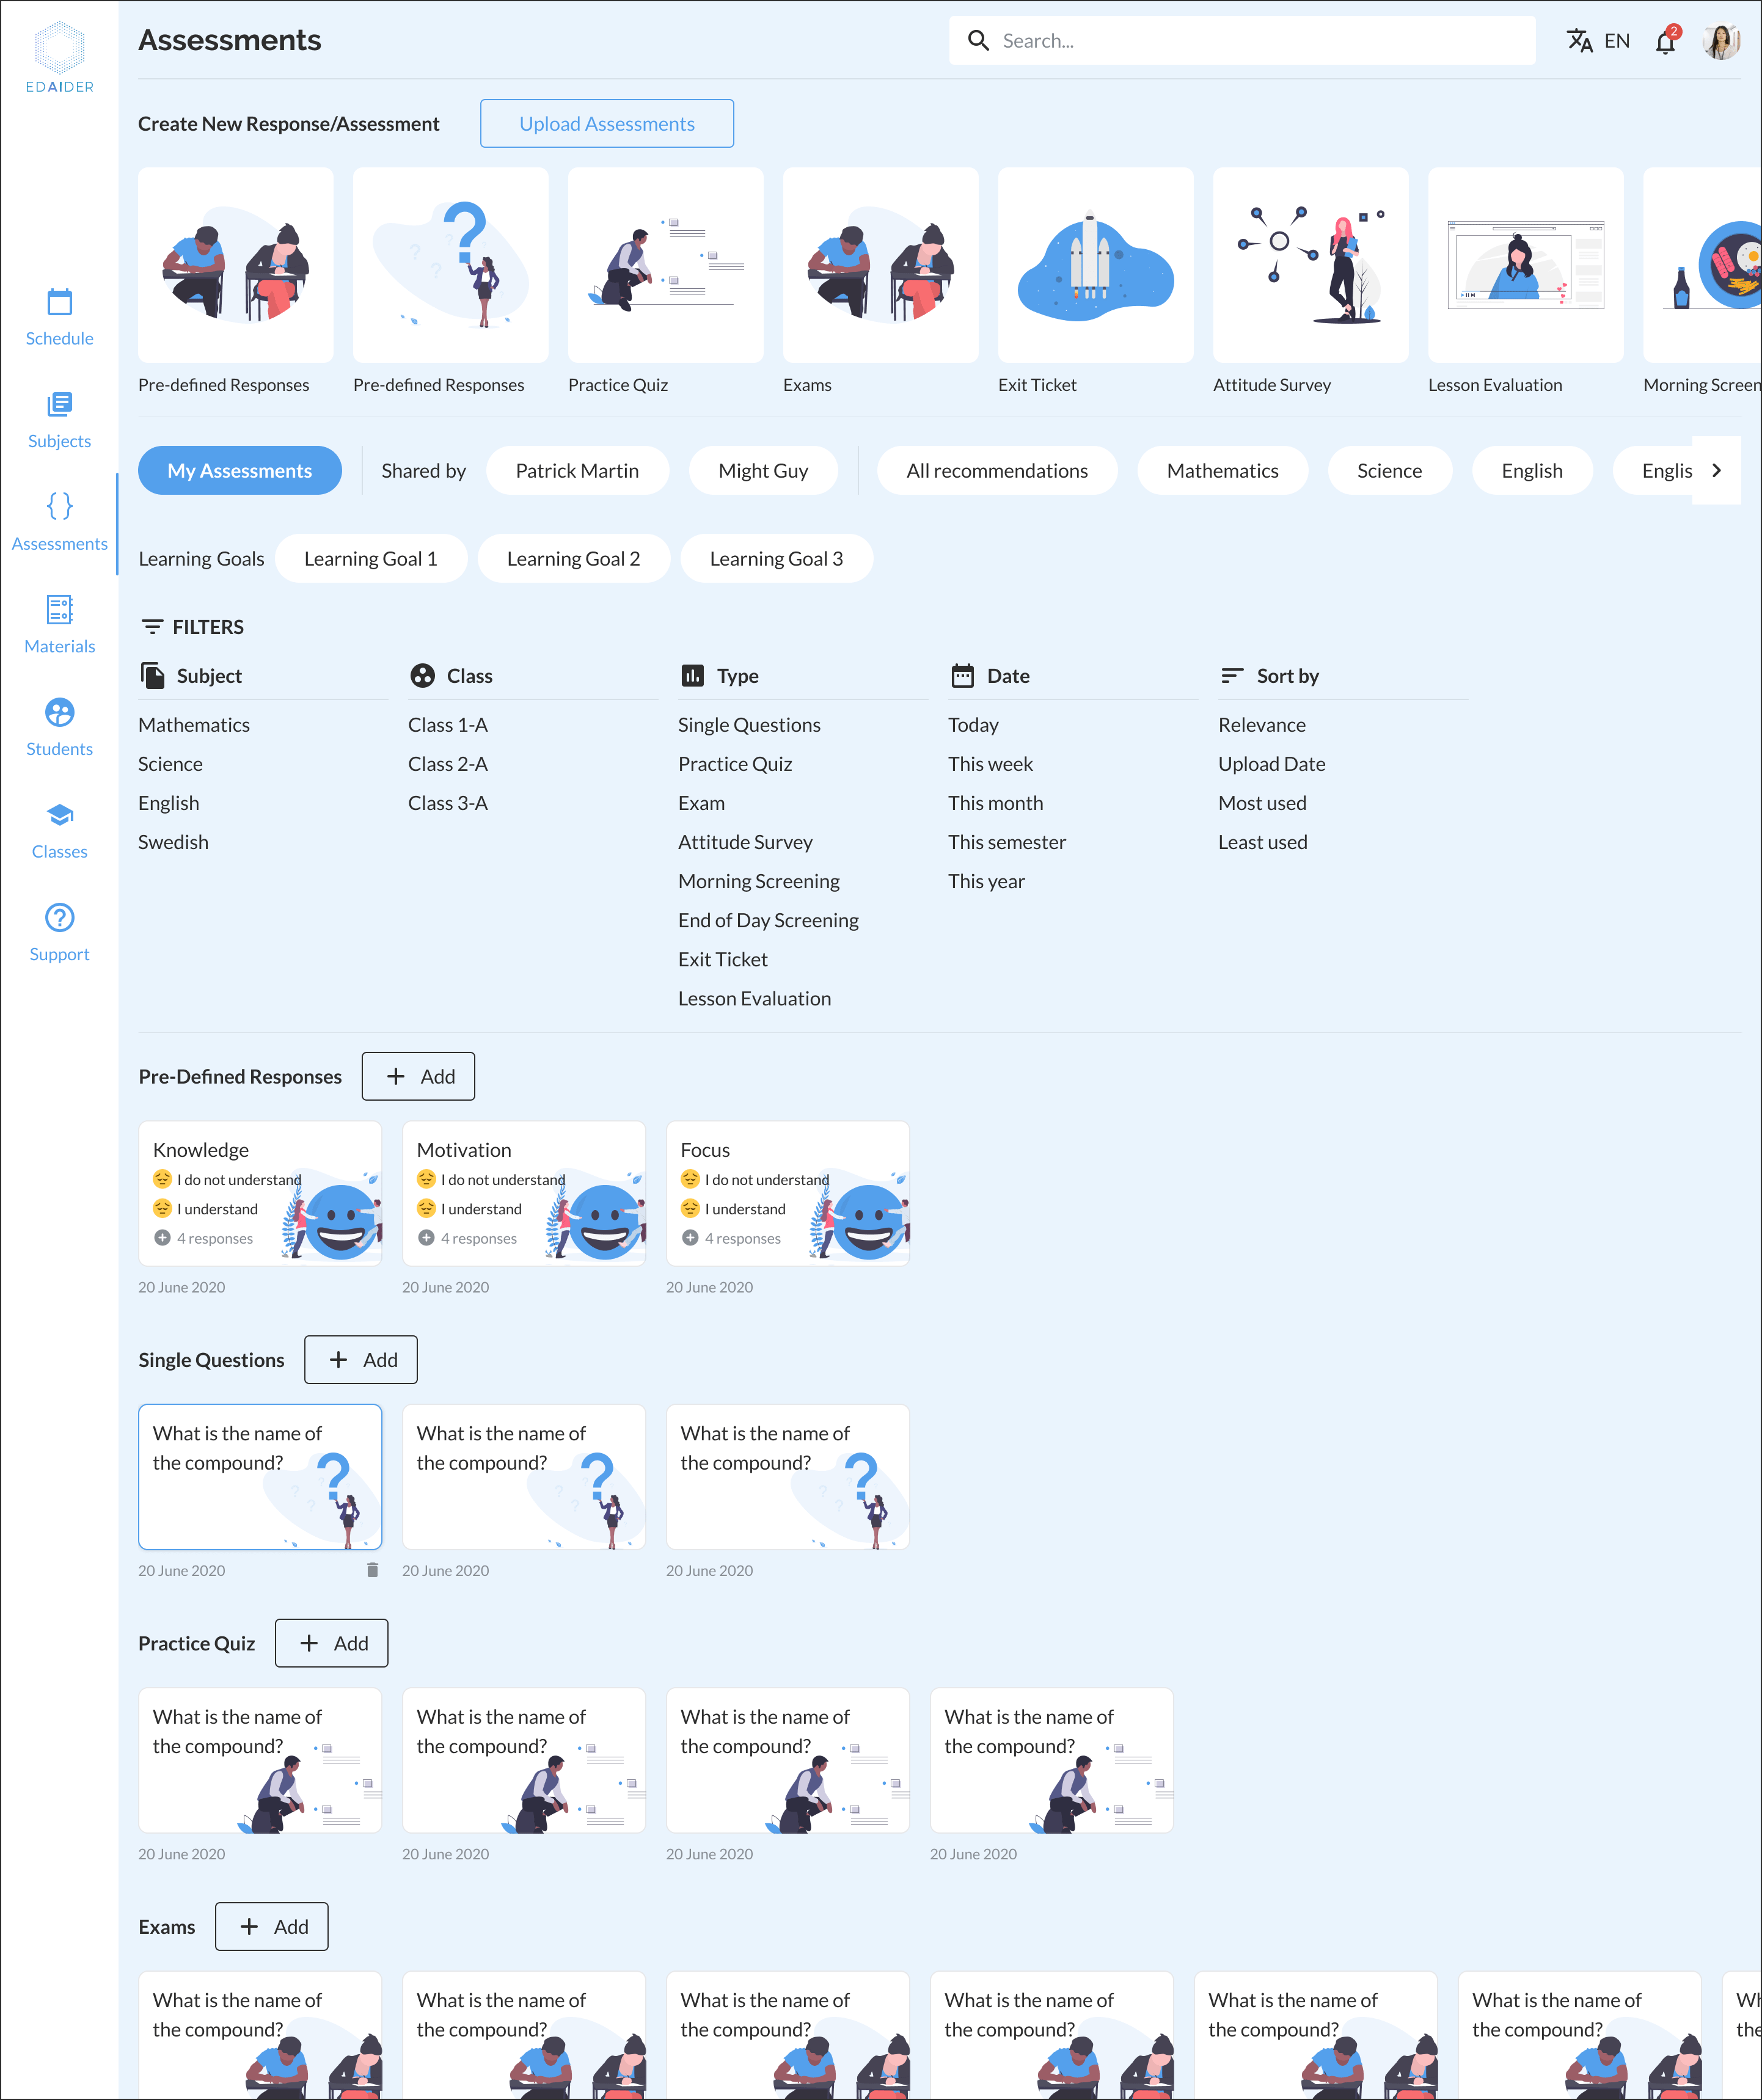 EDAIDER
Assessments
Search...
EN
2
Create New Response/Assessment
Upload Assessments
Pre-defined Responses
Pre-defined Responses
Practice Quiz
Exams
Exit Ticket
Attitude Survey
Lesson Evaluation
Morning Screen
My Assessments
Shared by
Patrick Martin
Might Guy
All recommendations
Mathematics
Science
English
Englis
Learning Goals
Learning Goal 1
Learning Goal 2
Learning Goal 3
Schedule
Subjects
Assessments
Materials
Students
Classes
Support
FILTERS
Subject
Mathematics
Science
English
Swedish
Class
Class 1-A
Class 2-A
Class 3-A
Type
Single Questions
Practice Quiz
Exam
Attitude Survey
Morning Screening
End of Day Screening
Exit Ticket
Lesson Evaluation
Date
Today
This week
This month
This semester
This year
Sort by
Relevance
Upload Date
Most used
Least used
Pre-Defined Responses
+ Add
Knowledge
I do not understand
I understand
4 responses
20 June 2020
Motivation
I do not understand
I understand
4 responses
20 June 2020
Focus
I do not understand
I understand
4 responses
20 June 2020
Single Questions
+ Add
What is the name of
the compound?
20 June 2020
What is the name of
the compound?
20 June 2020
What is the name of
the compound?
20 June 2020
Practice Quiz
+ Add
What is the name of
the compound?
20 June 2020
What is the name of
the compound?
20 June 2020
What is the name of
the compound?
20 June 2020
What is the name of
the compound?
20 June 2020
Exams
+ Add
What is the name of
the compound?
What is the name of
the compound?
What is the name of
the compound?
What is the name of
the compound?
What is the name of
the compound?
What is the name of
the compound?
the